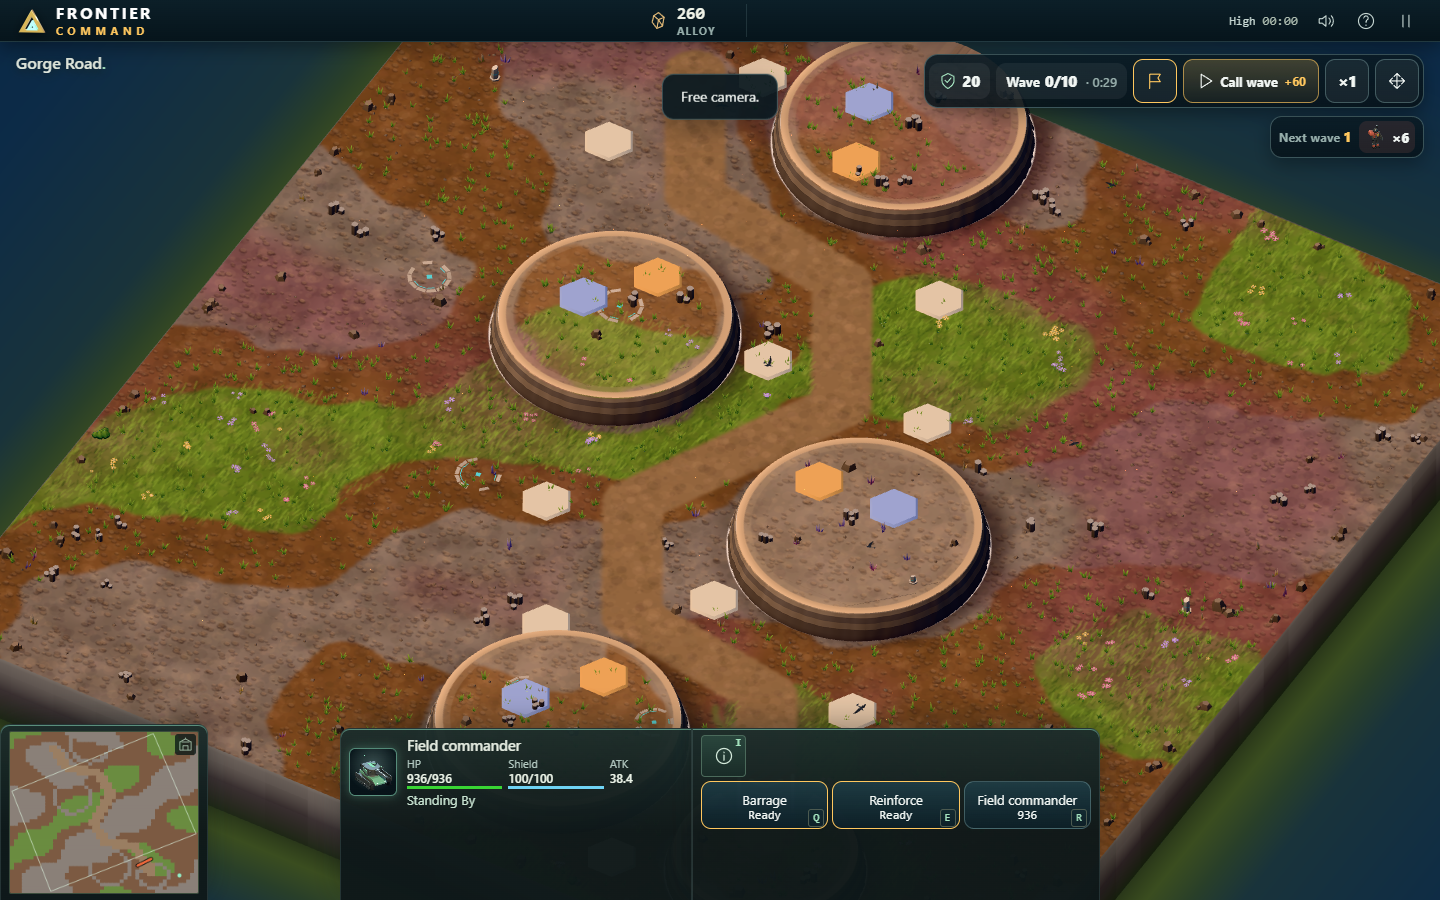 FRONTIER
COMMAND
260
ALLOY
High 00:00
Gorge Road.
Free camera.
20
Wave 0/10 · 0:29
Call wave +60
×1
Next wave 1
×6
Field commander
HP
Shield
ATK
936/936
100/100
38.4
Standing By
I
Barrage
Ready
Q
Reinforce
Ready
E
Field commander
936
R